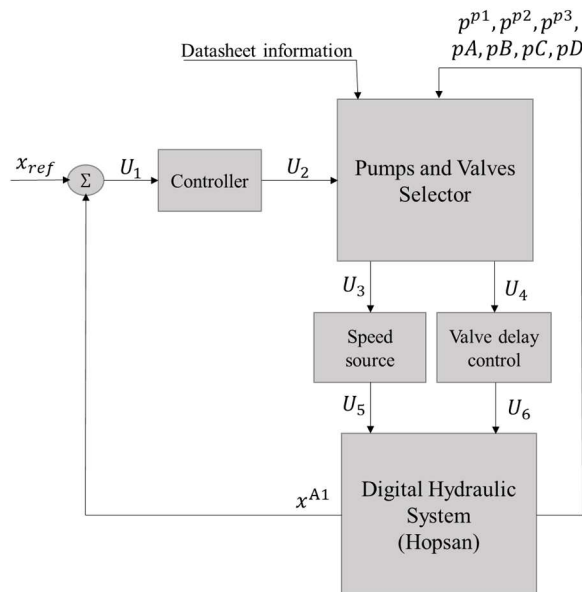 p^{p1}, p^{p2}, p^{p3},
pA, pB, pC, pD
Datasheet information
x_{ref}
Σ
U_1
Controller
U_2
Pumps and Valves
Selector
U_3
U_4
Speed
source
Valve delay
control
U_5
U_6
x^{A1}
Digital Hydraulic
System
(Hopsan)